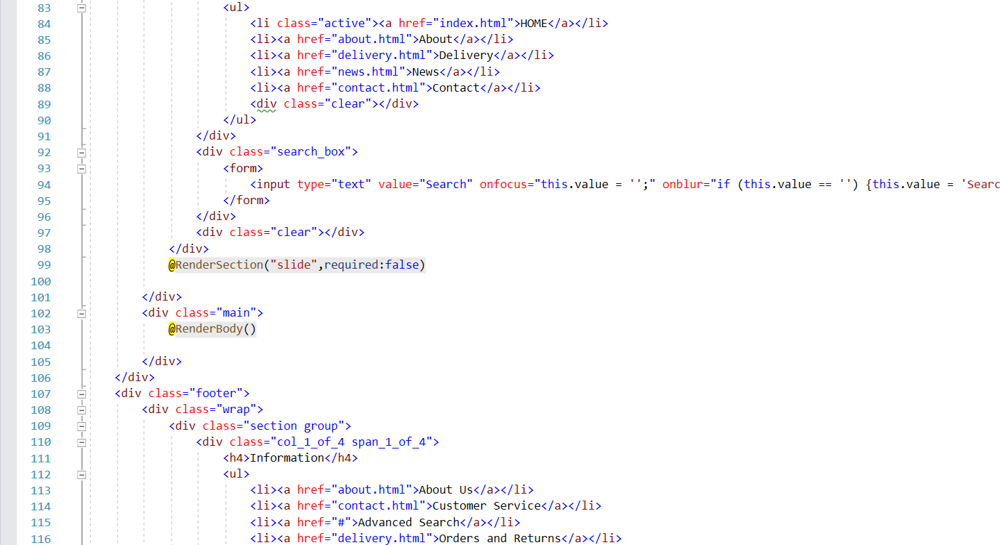 83 <ul>
84 <li class="active"><a href="index.html">HOME</a></li>
85 <li><a href="about.html">About</a></li>
86 <li><a href="delivery.html">Delivery</a></li>
87 <li><a href="news.html">News</a></li>
88 <li><a href="contact.html">Contact</a></li>
89 <div class="clear"></div>
90 </ul>
91 </div>
92 <div class="search_box">
93 <form>
94 <input type="text" value="Search" onfocus="this.value = '';" onblur="if (this.value == '') {this.value = 'Searc
95 </form>
96 </div>
97 <div class="clear"></div>
98 </div>
99 @RenderSection("slide",required:false)
100
101 </div>
102 <div class="main">
103 @RenderBody()
104
105 </div>
106 </div>
107 <div class="footer">
108 <div class="wrap">
109 <div class="section group">
110 <div class="col_1_of_4 span_1_of_4">
111 <h4>Information</h4>
112 <ul>
113 <li><a href="about.html">About Us</a></li>
114 <li><a href="contact.html">Customer Service</a></li>
115 <li><a href="#">Advanced Search</a></li>
116 <li><a href="delivery.html">Orders and Returns</a></li>